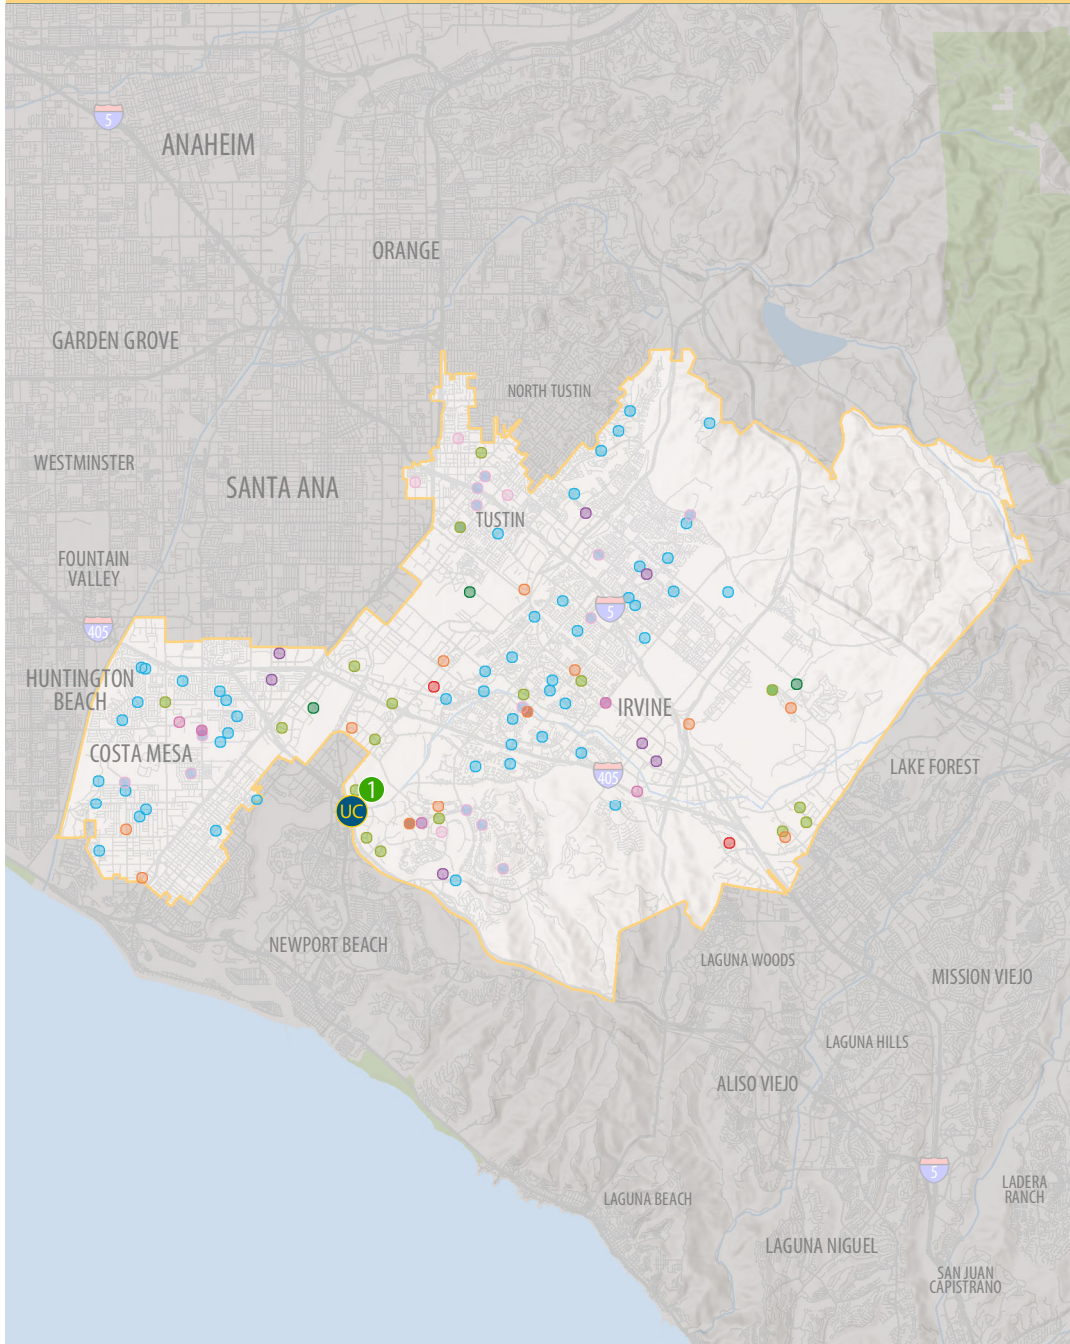 5
ANAHEIM
ORANGE
GARDEN GROVE
NORTH TUSTIN
WESTMINSTER
SANTA ANA
TUSTIN
FOUNTAIN
VALLEY
5
405
HUNTINGTON
BEACH
IRVINE
COSTA MESA
405
LAKE FOREST
1
UC
NEWPORT BEACH
LAGUNA WOODS
MISSION VIEJO
LAGUNA HILLS
ALISO VIEJO
5
LADERA
RANCH
LAGUNA BEACH
LAGUNA NIGUEL
SAN JUAN
CAPISTRANO